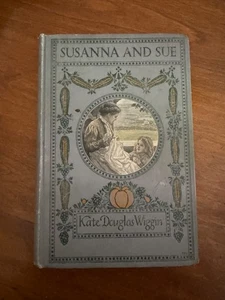 SUSANNA AND SUE
Kate Douglas Wiggin